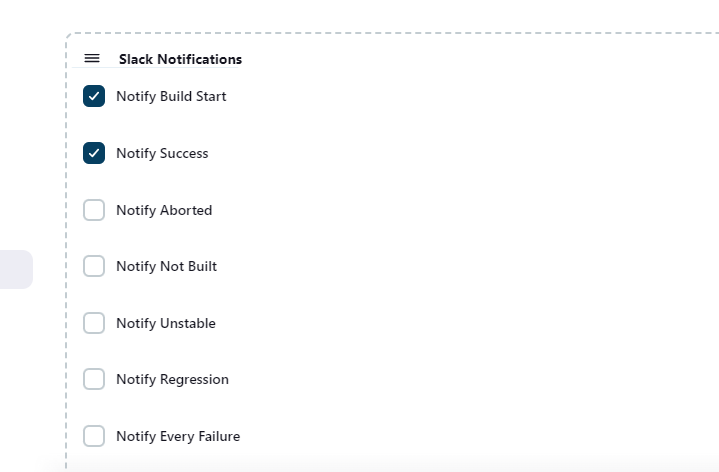 Slack Notifications
Notify Build Start
Notify Success
Notify Aborted
Notify Not Built
Notify Unstable
Notify Regression
Notify Every Failure